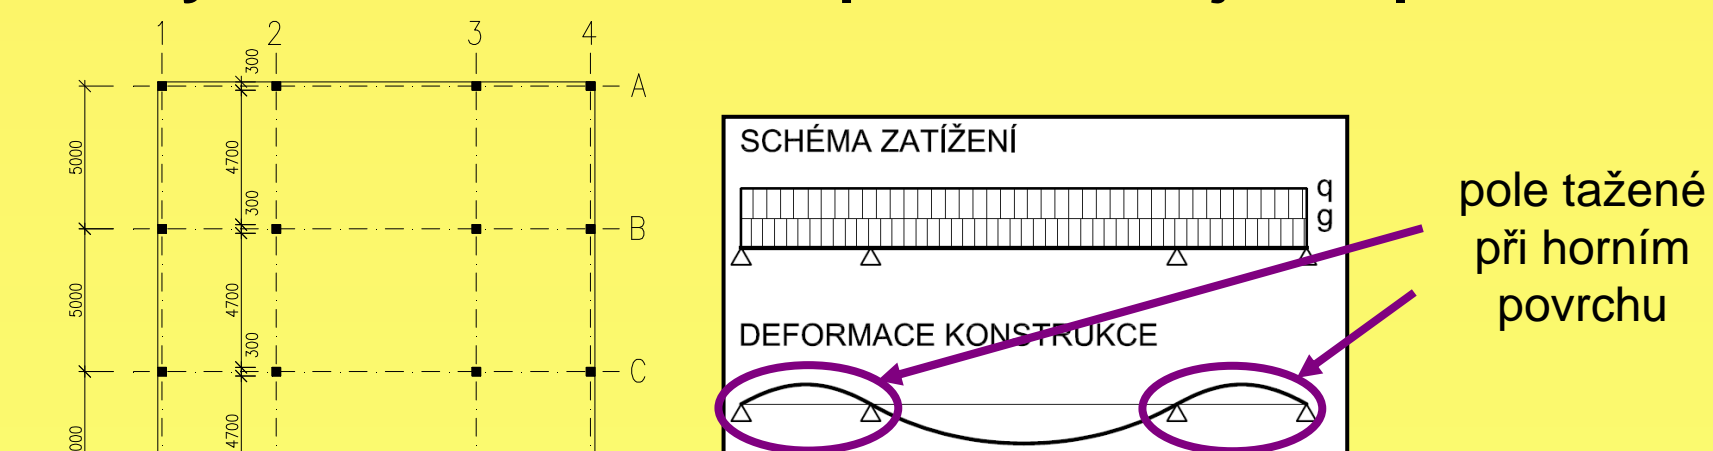 1 2 3 4
300
A
5000
4700
SCHÉMA ZATÍŽENÍ
q
g
pole tažené
při horním
povrchu
300
B
5000
4700
DEFORMACE KONSTRUKCE
300
C
4700